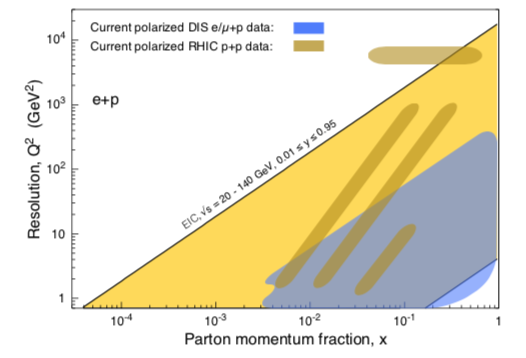 Current polarized DIS e/μ+p data:
Current polarized RHIC p+p data:
e+p
EIC, √s = 20 - 140 GeV, 0.01 ≤ y ≤ 0.95
Resolution, Q² (GeV²)
10⁴
10³
10²
10
1
10⁻⁴
10⁻³
10⁻²
10⁻¹
1
Parton momentum fraction, x